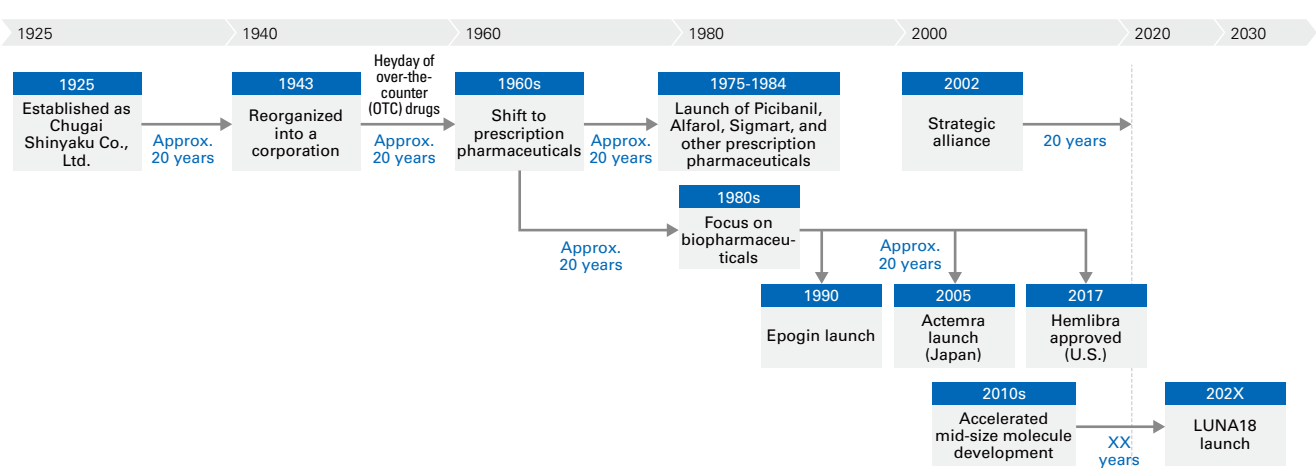 1925
1940
1960
1980
2000
2020
2030
1925
Established as
Chugai
Shinyaku Co.,
Ltd.
Approx.
20 years
1943
Reorganized
into a
corporation
Heyday of
over-the-
counter
(OTC) drugs
Approx.
20 years
1960s
Shift to
prescription
pharmaceuticals
Approx.
20 years
1975-1984
Launch of Picibanil,
Alfarol, Sigmart, and
other prescription
pharmaceuticals
2002
Strategic
alliance
20 years
Approx.
20 years
1980s
Focus on
biopharmaceu-
ticals
Approx.
20 years
1990
Epogin launch
2005
Actemra
launch
(Japan)
2017
Hemlibra
approved
(U.S.)
2010s
Accelerated
mid-size molecule
development
XX
years
202X
LUNA18
launch